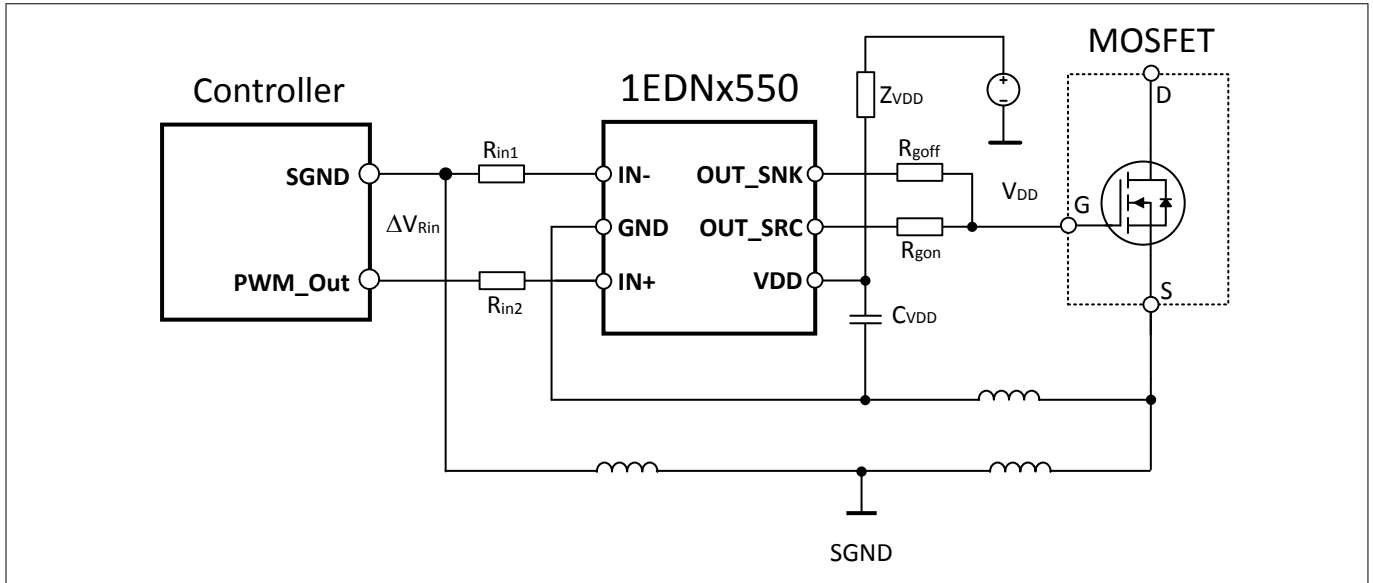 MOSFET
Controller
1EDNx550
ZVDD
+
−
D
Rin1
Rgoff
SGND
IN-
OUT_SNK
VDD
G
ΔVRin
GND
OUT_SRC
Rgon
PWM_Out
IN+
VDD
Rin2
S
CVDD
SGND